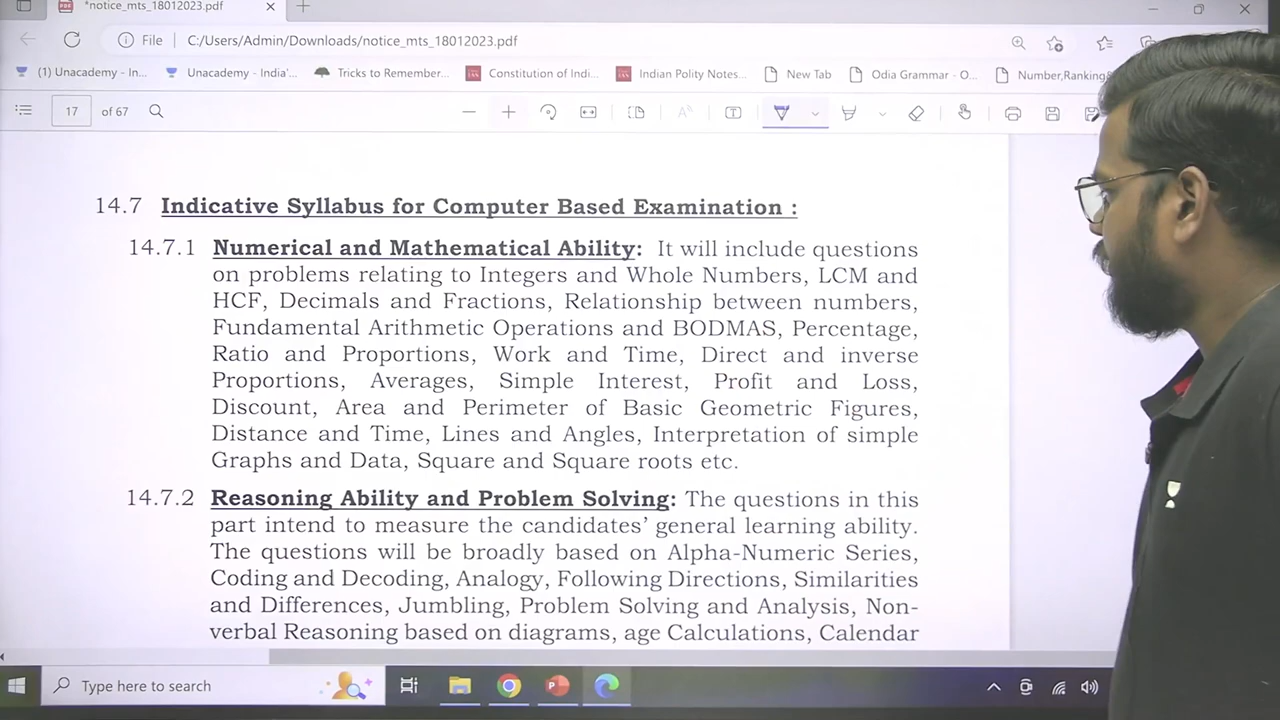 *notice_mts_18012023.pdf
File C:/Users/Admin/Downloads/notice_mts_18012023.pdf
(1) Unacademy - In... Unacademy - India'... Constitution of Indi... Indian Polity Notes... New Tab Odia Grammar - O... Number,Ranking&
17 of 67
14.7 Indicative Syllabus for Computer Based Examination :
14.7.1 Numerical and Mathematical Ability: It will include questions
on problems relating to Integers and Whole Numbers, LCM and
HCF, Decimals and Fractions, Relationship between numbers,
Fundamental Arithmetic Operations and BODMAS, Percentage,
Ratio and Proportions, Work and Time, Direct and inverse
Proportions, Averages, Simple Interest, Profit and Loss,
Discount, Area and Perimeter of Basic Geometric Figures,
Distance and Time, Lines and Angles, Interpretation of simple
Graphs and Data, Square and Square roots etc.
14.7.2 Reasoning Ability and Problem Solving: The questions in this
part intend to measure the candidates’ general learning ability.
The questions will be broadly based on Alpha-Numeric Series,
Coding and Decoding, Analogy, Following Directions, Similarities
and Differences, Jumbling, Problem Solving and Analysis, Non-
verbal Reasoning based on diagrams, age Calculations, Calendar
Type here to search